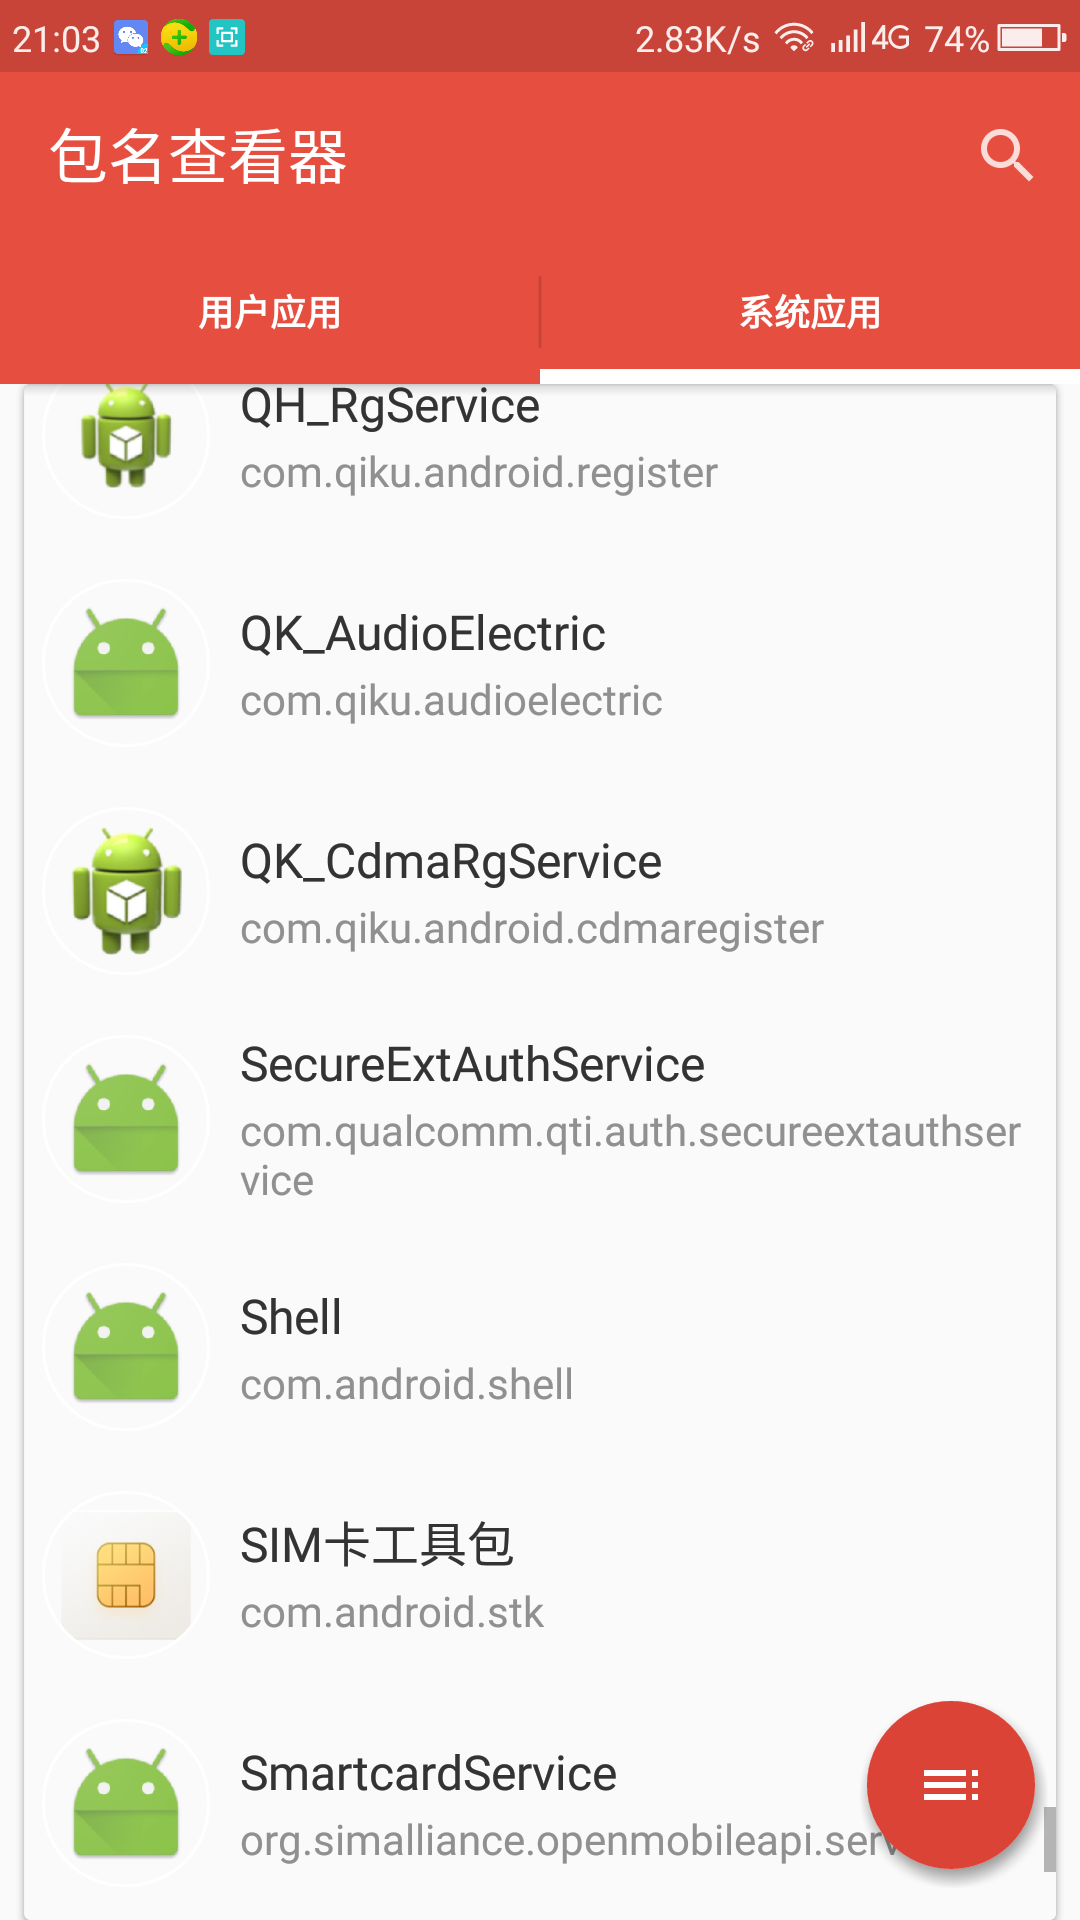 21:03 2.83K/s 4G 74%
包名查看器
用户应用 系统应用
QH_RgService
com.qiku.android.register
QK_AudioElectric
com.qiku.audioelectric
QK_CdmaRgService
com.qiku.android.cdmaregister
SecureExtAuthService
com.qualcomm.qti.auth.secureextauthser
vice
Shell
com.android.shell
SIM卡工具包
com.android.stk
SmartcardService
org.simalliance.openmobileapi.serv